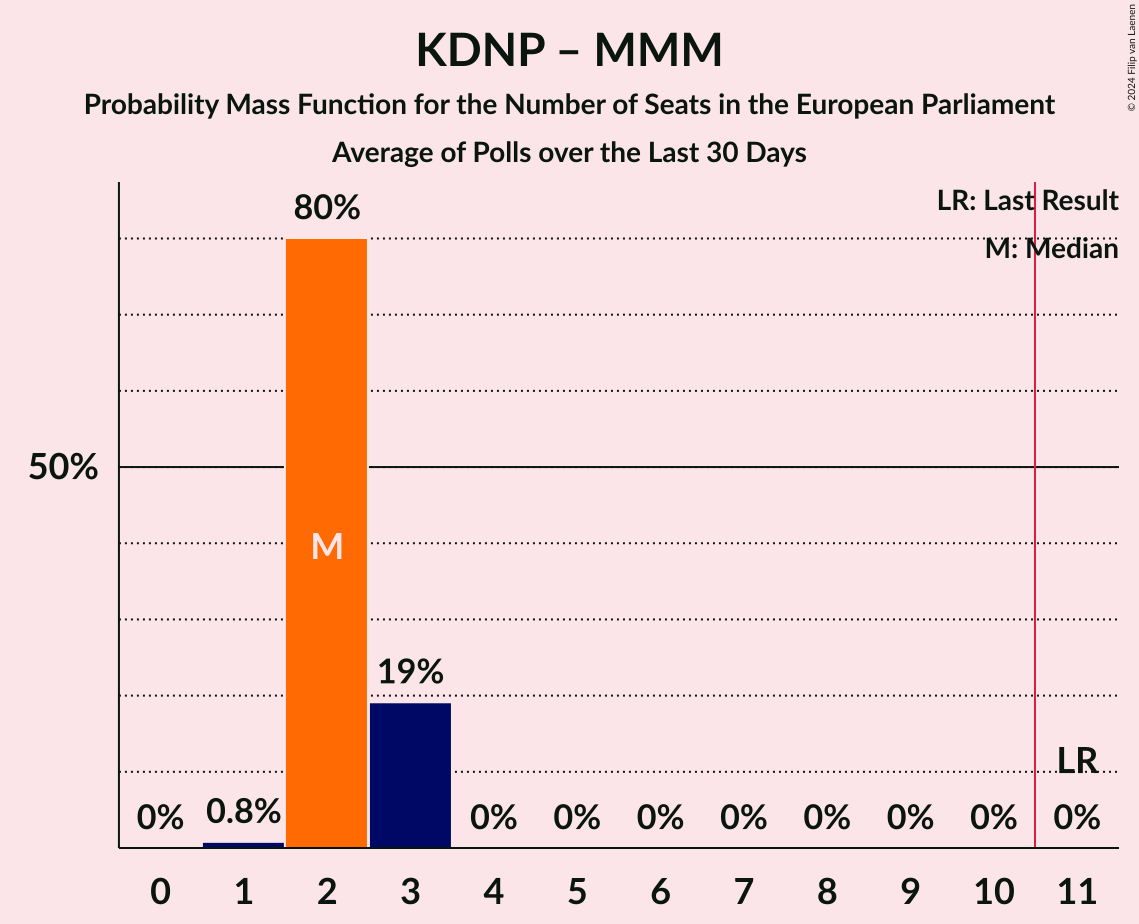 KDNP – MMM
Probability Mass Function for the Number of Seats in the European Parliament
Average of Polls over the Last 30 Days
© 2024 Filip van Laenen
LR: Last Result
M: Median
80%
50%
M
19%
LR
0% 0.8% 0% 0% 0% 0% 0% 0% 0% 0%
0 1 2 3 4 5 6 7 8 9 10 11